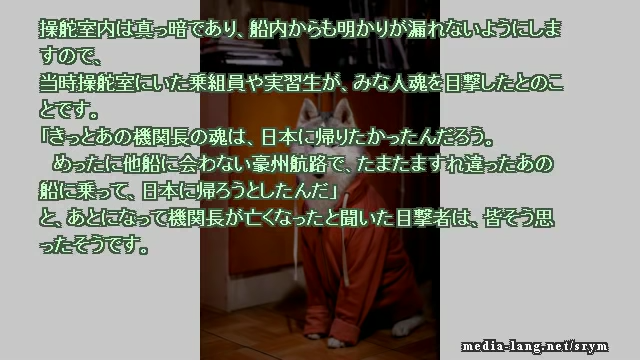 操舵室内は真っ暗であり、船内からも明かりが漏れないようにしま
すので、
当時操舵室にいた乗組員や実習生が、みな人魂を目撃したとのこ
とです。
「きっとあの機関長の魂は、日本に帰りたかったんだろう。
　めったに他船に会わない豪州航路で、たまたますれ違ったあの
船に乗って、日本に帰ろうとしたんだ」
と、あとになって機関長が亡くなったと聞いた目撃者は、皆そう思
ったそうです。
media-lang.net/srym